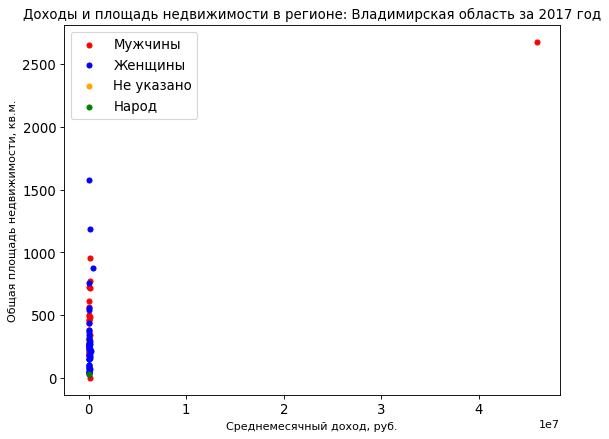 Доходы и площадь недвижимости в регионе: Владимирская область за 2017 год
Мужчины
Женщины
Не указано
Народ
Общая площадь недвижимости, кв.м.
2500
2000
1500
1000
500
0
0 1 2 3 4
1e7
Среднемесячный доход, руб.